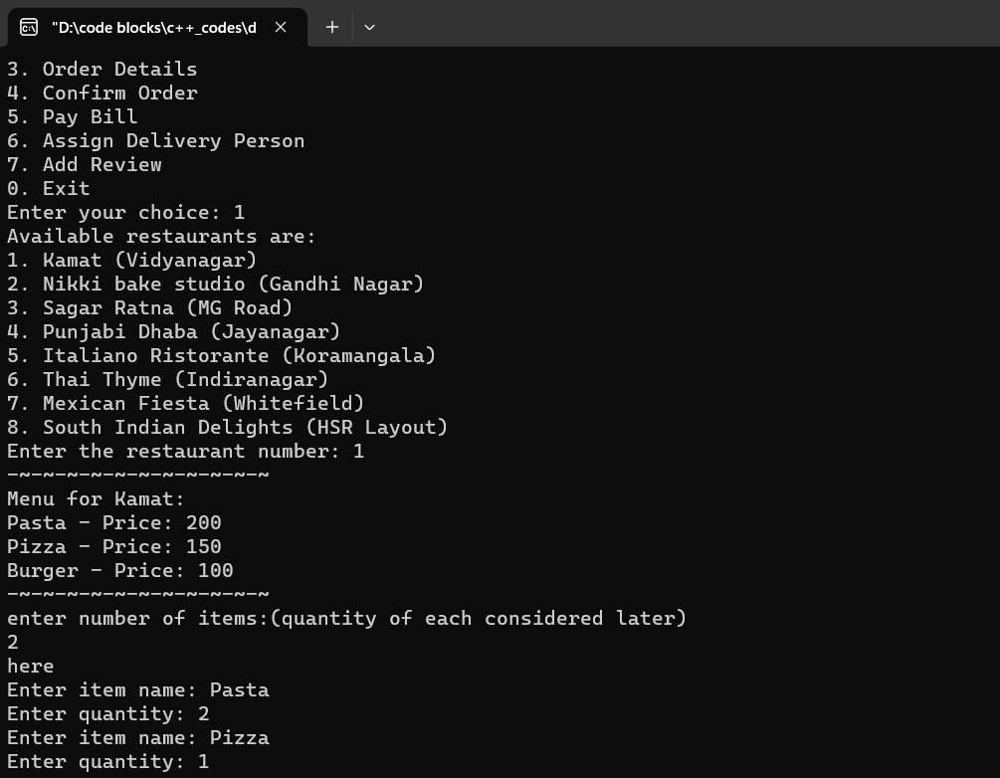 "D:\code blocks\c++_codes\d
3. Order Details
4. Confirm Order
5. Pay Bill
6. Assign Delivery Person
7. Add Review
0. Exit
Enter your choice: 1
Available restaurants are:
1. Kamat (Vidyanagar)
2. Nikki bake studio (Gandhi Nagar)
3. Sagar Ratna (MG Road)
4. Punjabi Dhaba (Jayanagar)
5. Italiano Ristorante (Koramangala)
6. Thai Thyme (Indiranagar)
7. Mexican Fiesta (Whitefield)
8. South Indian Delights (HSR Layout)
Enter the restaurant number: 1
-~-~-~-~-~-~-~-~-~-~-~
Menu for Kamat:
Pasta - Price: 200
Pizza - Price: 150
Burger - Price: 100
-~-~-~-~-~-~-~-~-~-~-~
enter number of items:(quantity of each considered later)
2
here
Enter item name: Pasta
Enter quantity: 2
Enter item name: Pizza
Enter quantity: 1